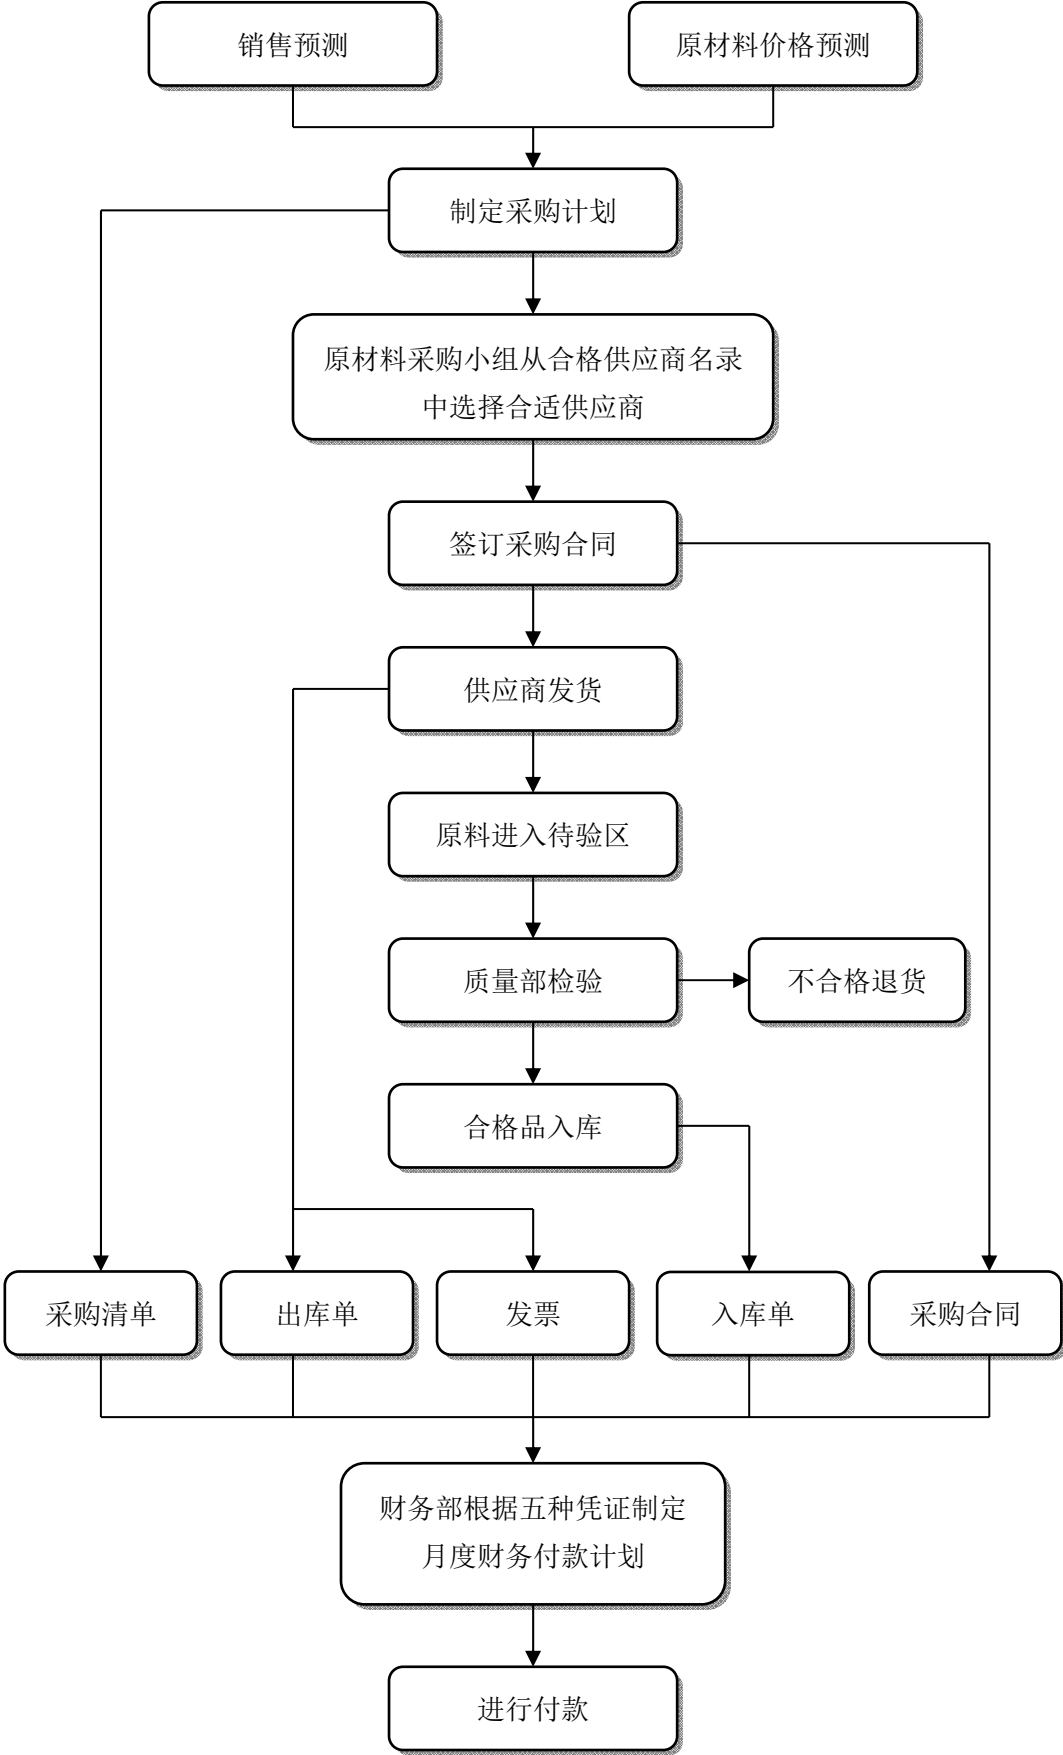 销售预测
原材料价格预测
制定采购计划
原材料采购小组从合格供应商名录
中选择合适供应商
签订采购合同
供应商发货
原料进入待验区
质量部检验
不合格退货
合格品入库
采购清单
出库单
发票
入库单
采购合同
财务部根据五种凭证制定
月度财务付款计划
进行付款